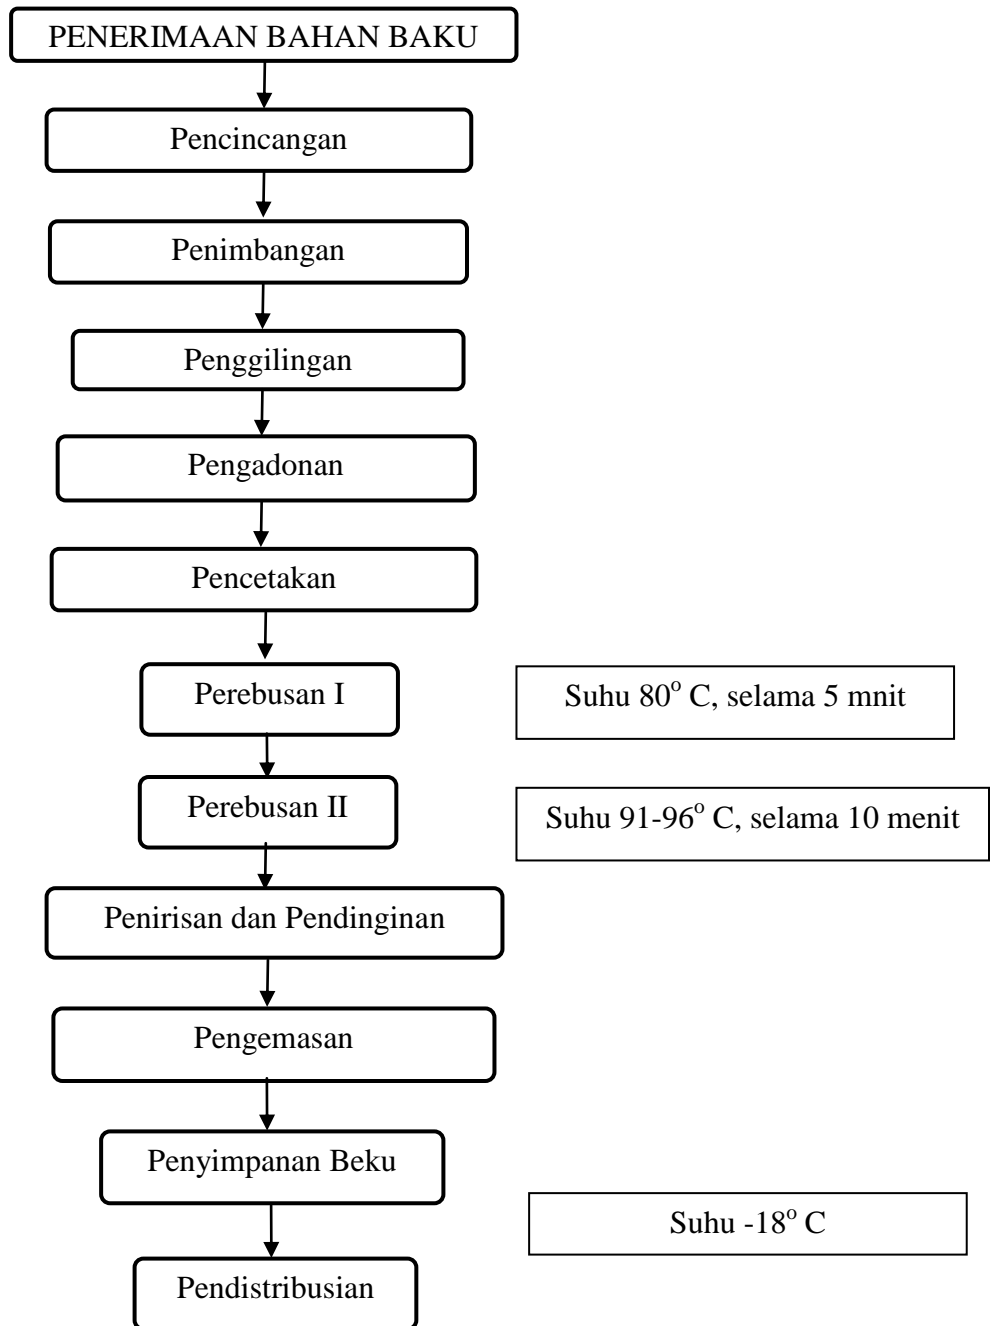 PENERIMAAN BAHAN BAKU
Pencincangan
Penimbangan
Penggilingan
Pengadonan
Pencetakan
Perebusan I
Suhu 80° C, selama 5 mnit
Perebusan II
Suhu 91-96° C, selama 10 menit
Penirisan dan Pendinginan
Pengemasan
Penyimpanan Beku
Suhu -18° C
Pendistribusian